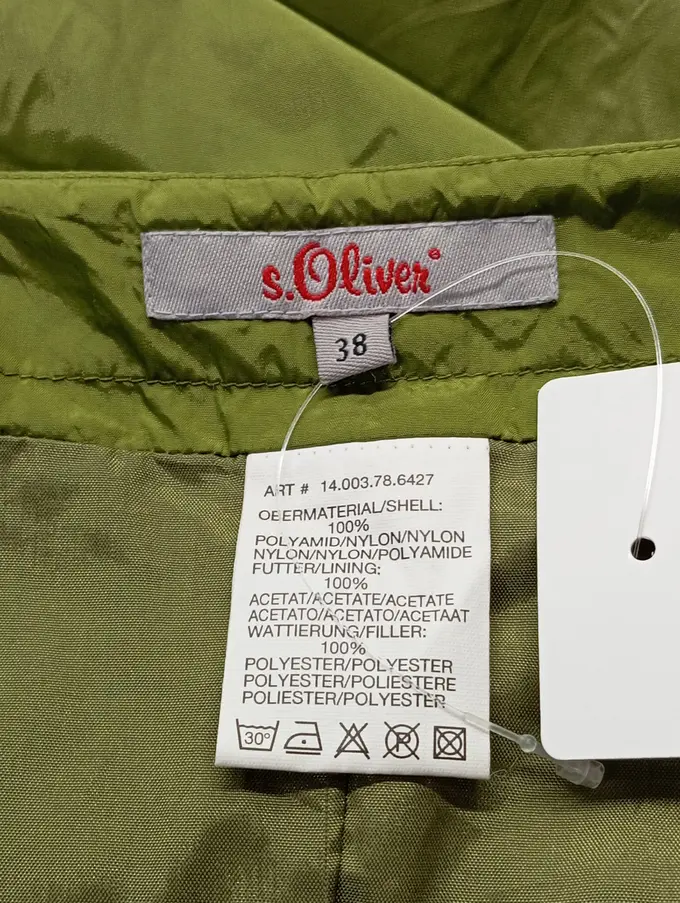 s.Oliver®
38
ART # 14.003.78.6427
OBERMATERIAL/SHELL:
100%
POLYAMID/NYLON/NYLON
NYLON/NYLON/POLYAMIDE
FUTTER/LINING:
100%
ACETAT/ACETATE/ACETATE
ACETATO/ACETATO/ACETAAT
WATTIERUNG/FILLER:
100%
POLYESTER/POLYESTER
POLYESTER/POLIESTERE
POLIESTER/POLYESTER
30° P